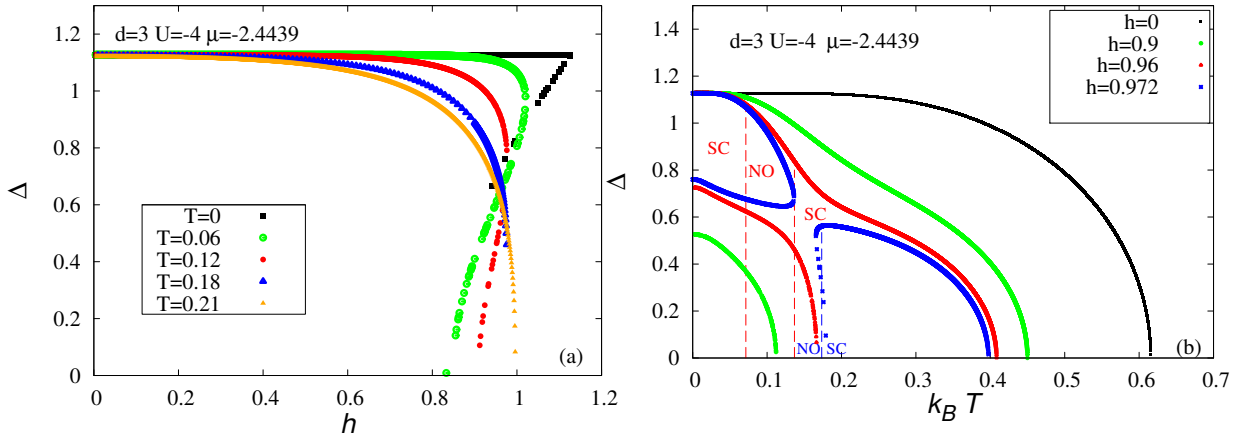 d=3 U=-4 μ=-2.4439
Δ
1.2
1
0.8
0.6
0.4
0.2
0
T=0
T=0.06
T=0.12
T=0.18
T=0.21
(a)
0 0.2 0.4 0.6 0.8 1 1.2
h
d=3 U=-4 μ=-2.4439
h=0
h=0.9
h=0.96
h=0.972
Δ
1.4
1.2
1
0.8
0.6
0.4
0.2
0
SC
NO
SC
NO SC
(b)
0 0.1 0.2 0.3 0.4 0.5 0.6 0.7
k_B T